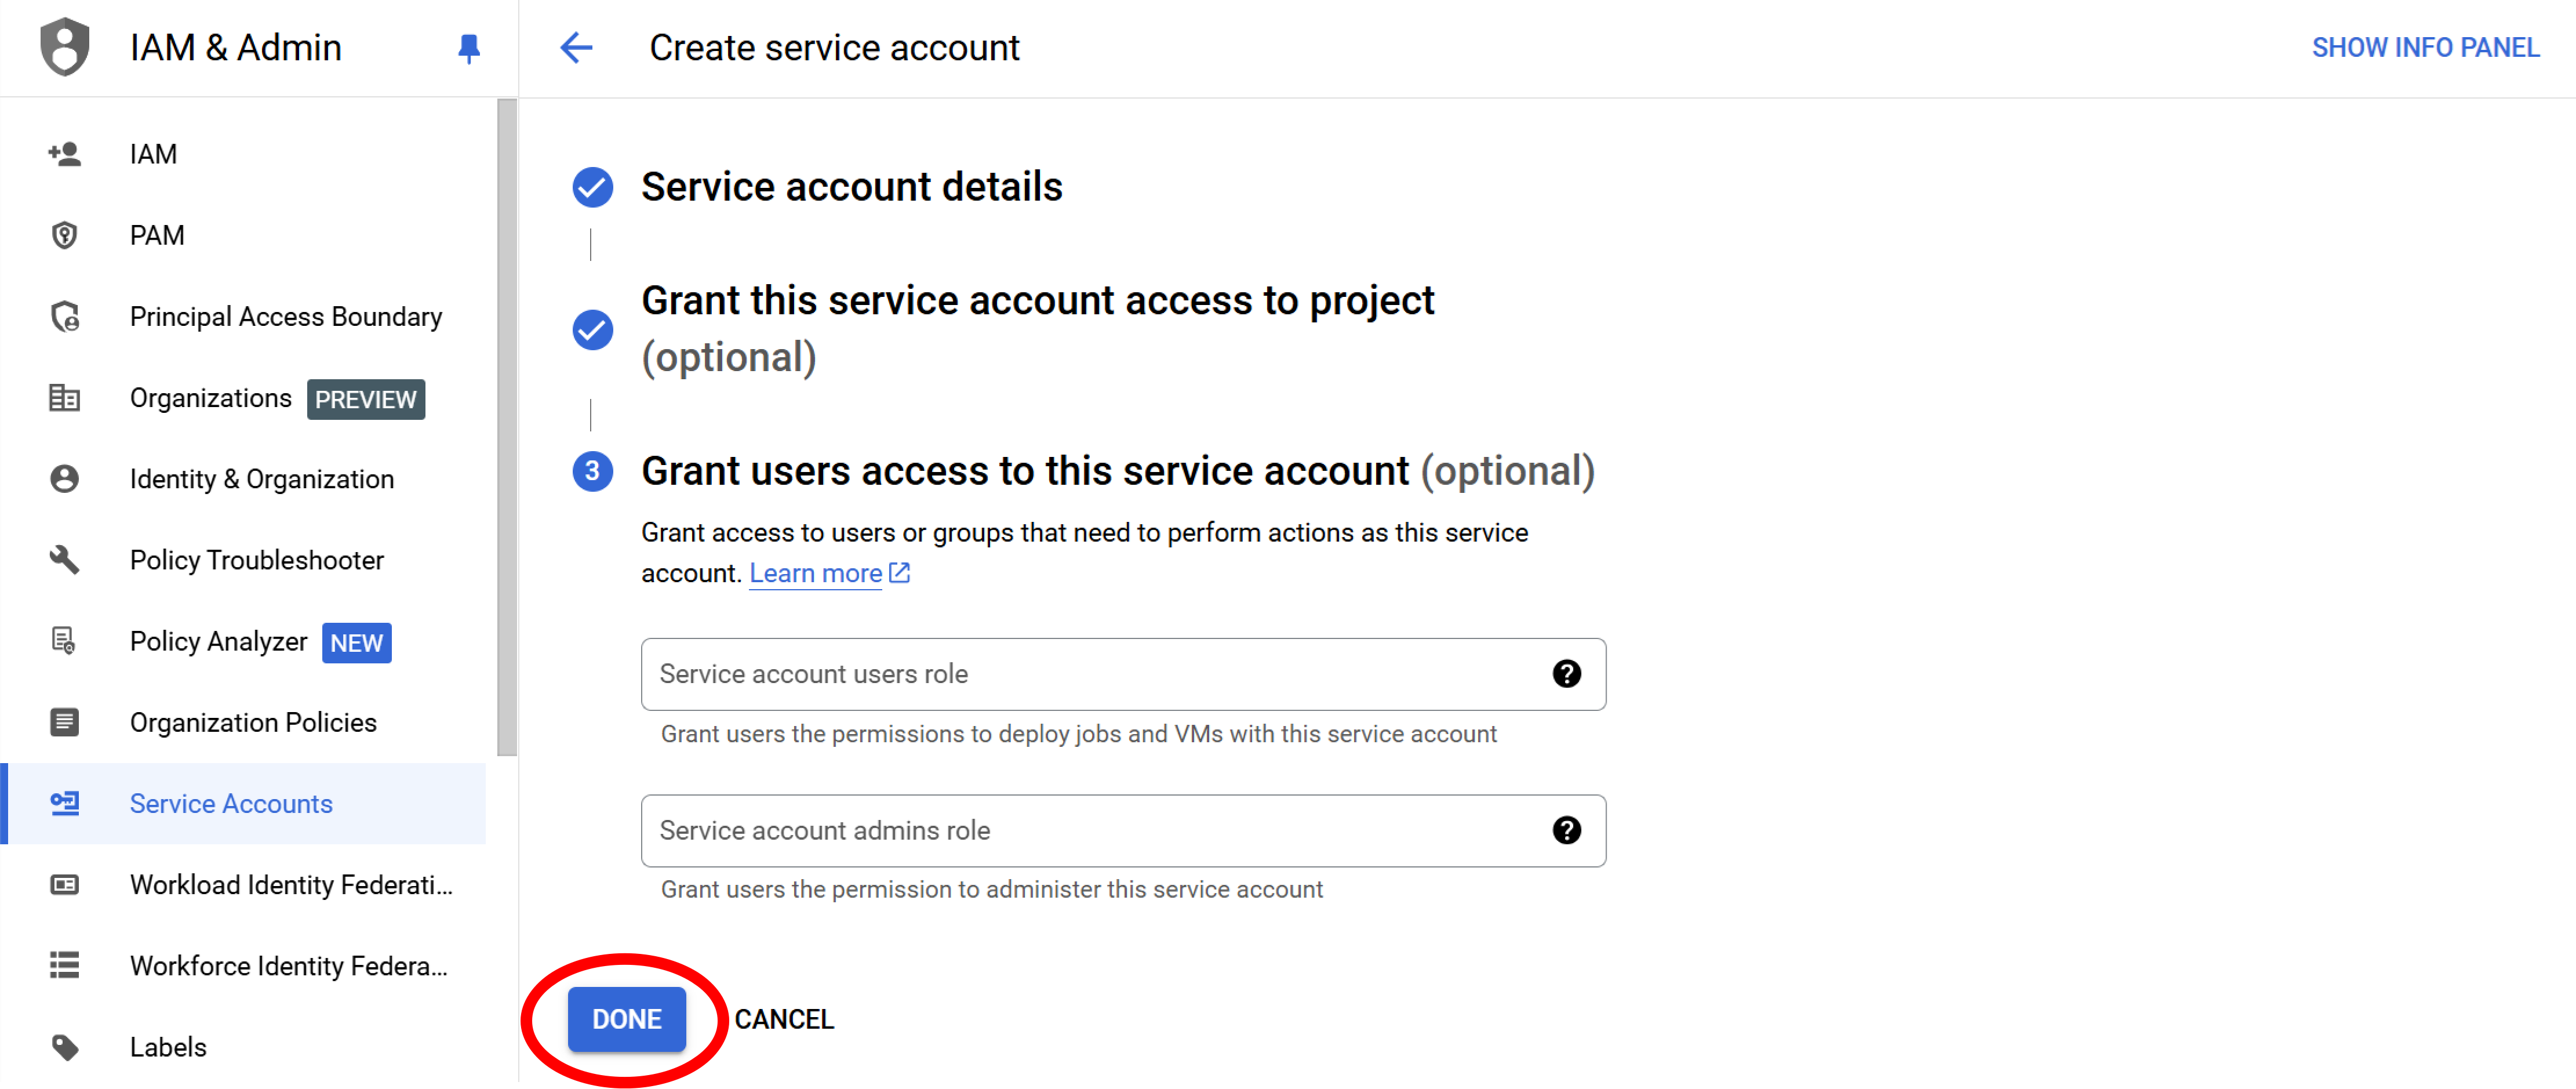 IAM & Admin
Create service account
SHOW INFO PANEL
IAM
PAM
Principal Access Boundary
Organizations PREVIEW
Identity & Organization
Policy Troubleshooter
Policy Analyzer NEW
Organization Policies
Service Accounts
Workload Identity Federati...
Workforce Identity Federa...
Labels
Service account details
Grant this service account access to project
(optional)
3 Grant users access to this service account (optional)
Grant access to users or groups that need to perform actions as this service
account. Learn more
Service account users role
Grant users the permissions to deploy jobs and VMs with this service account
Service account admins role
Grant users the permission to administer this service account
DONE CANCEL